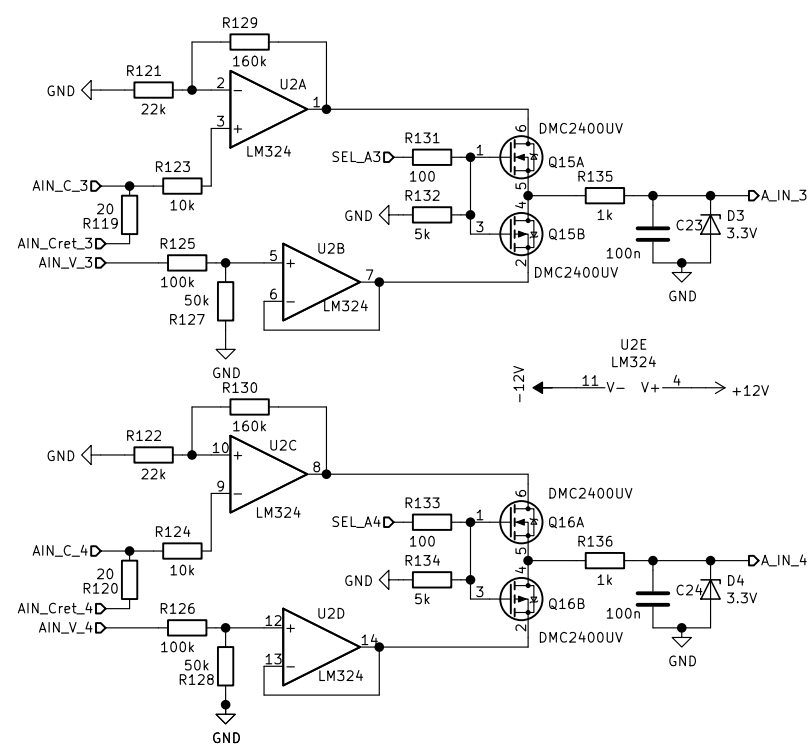 R129
160k
R121
22k
GND
2
3
1
U2A
LM324
AIN_C_3
R123
10k
20
R119
AIN_Cret_3
AIN_V_3
R125
100k
50k
R127
GND
5
6
7
U2B
LM324
SEL_A3
R131
100
GND
R132
5k
1
3
6
5
4
2
DMC2400UV
Q15A
Q15B
DMC2400UV
R135
1k
C23
100n
D3
3.3V
GND
A_IN_3
U2E
LM324
-12V
11
V-
V+
4
+12V
R130
160k
R122
22k
GND
10
9
8
U2C
LM324
AIN_C_4
R124
10k
20
R120
AIN_Cret_4
AIN_V_4
R126
100k
50k
R128
GND
12
13
14
U2D
LM324
SEL_A4
R133
100
GND
R134
5k
1
3
6
5
4
2
DMC2400UV
Q16A
Q16B
DMC2400UV
R136
1k
C24
100n
D4
3.3V
GND
A_IN_4